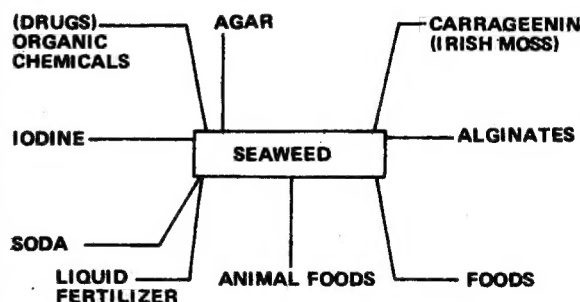 (DRUGS)
ORGANIC
CHEMICALS
AGAR
CARRAGEENIN
(IRISH MOSS)
IODINE
SEAWEED
ALGINATES
SODA
LIQUID
FERTILIZER
ANIMAL FOODS
FOODS